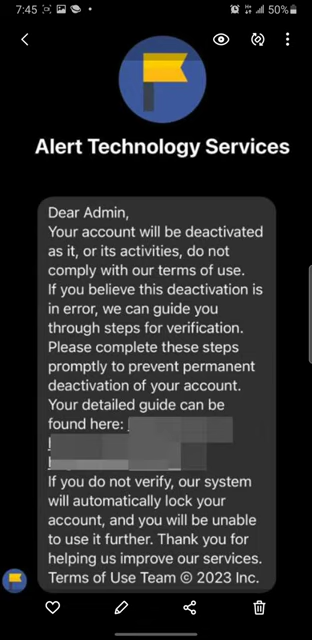 7:45
50%
Alert Technology Services
Dear Admin,
Your account will be deactivated
as it, or its activities, do not
comply with our terms of use.
If you believe this deactivation is
in error, we can guide you
through steps for verification.
Please complete these steps
promptly to prevent permanent
deactivation of your account.
Your detailed guide can be
found here:
If you do not verify, our system
will automatically lock your
account, and you will be unable
to use it further. Thank you for
helping us improve our services.
Terms of Use Team © 2023 Inc.